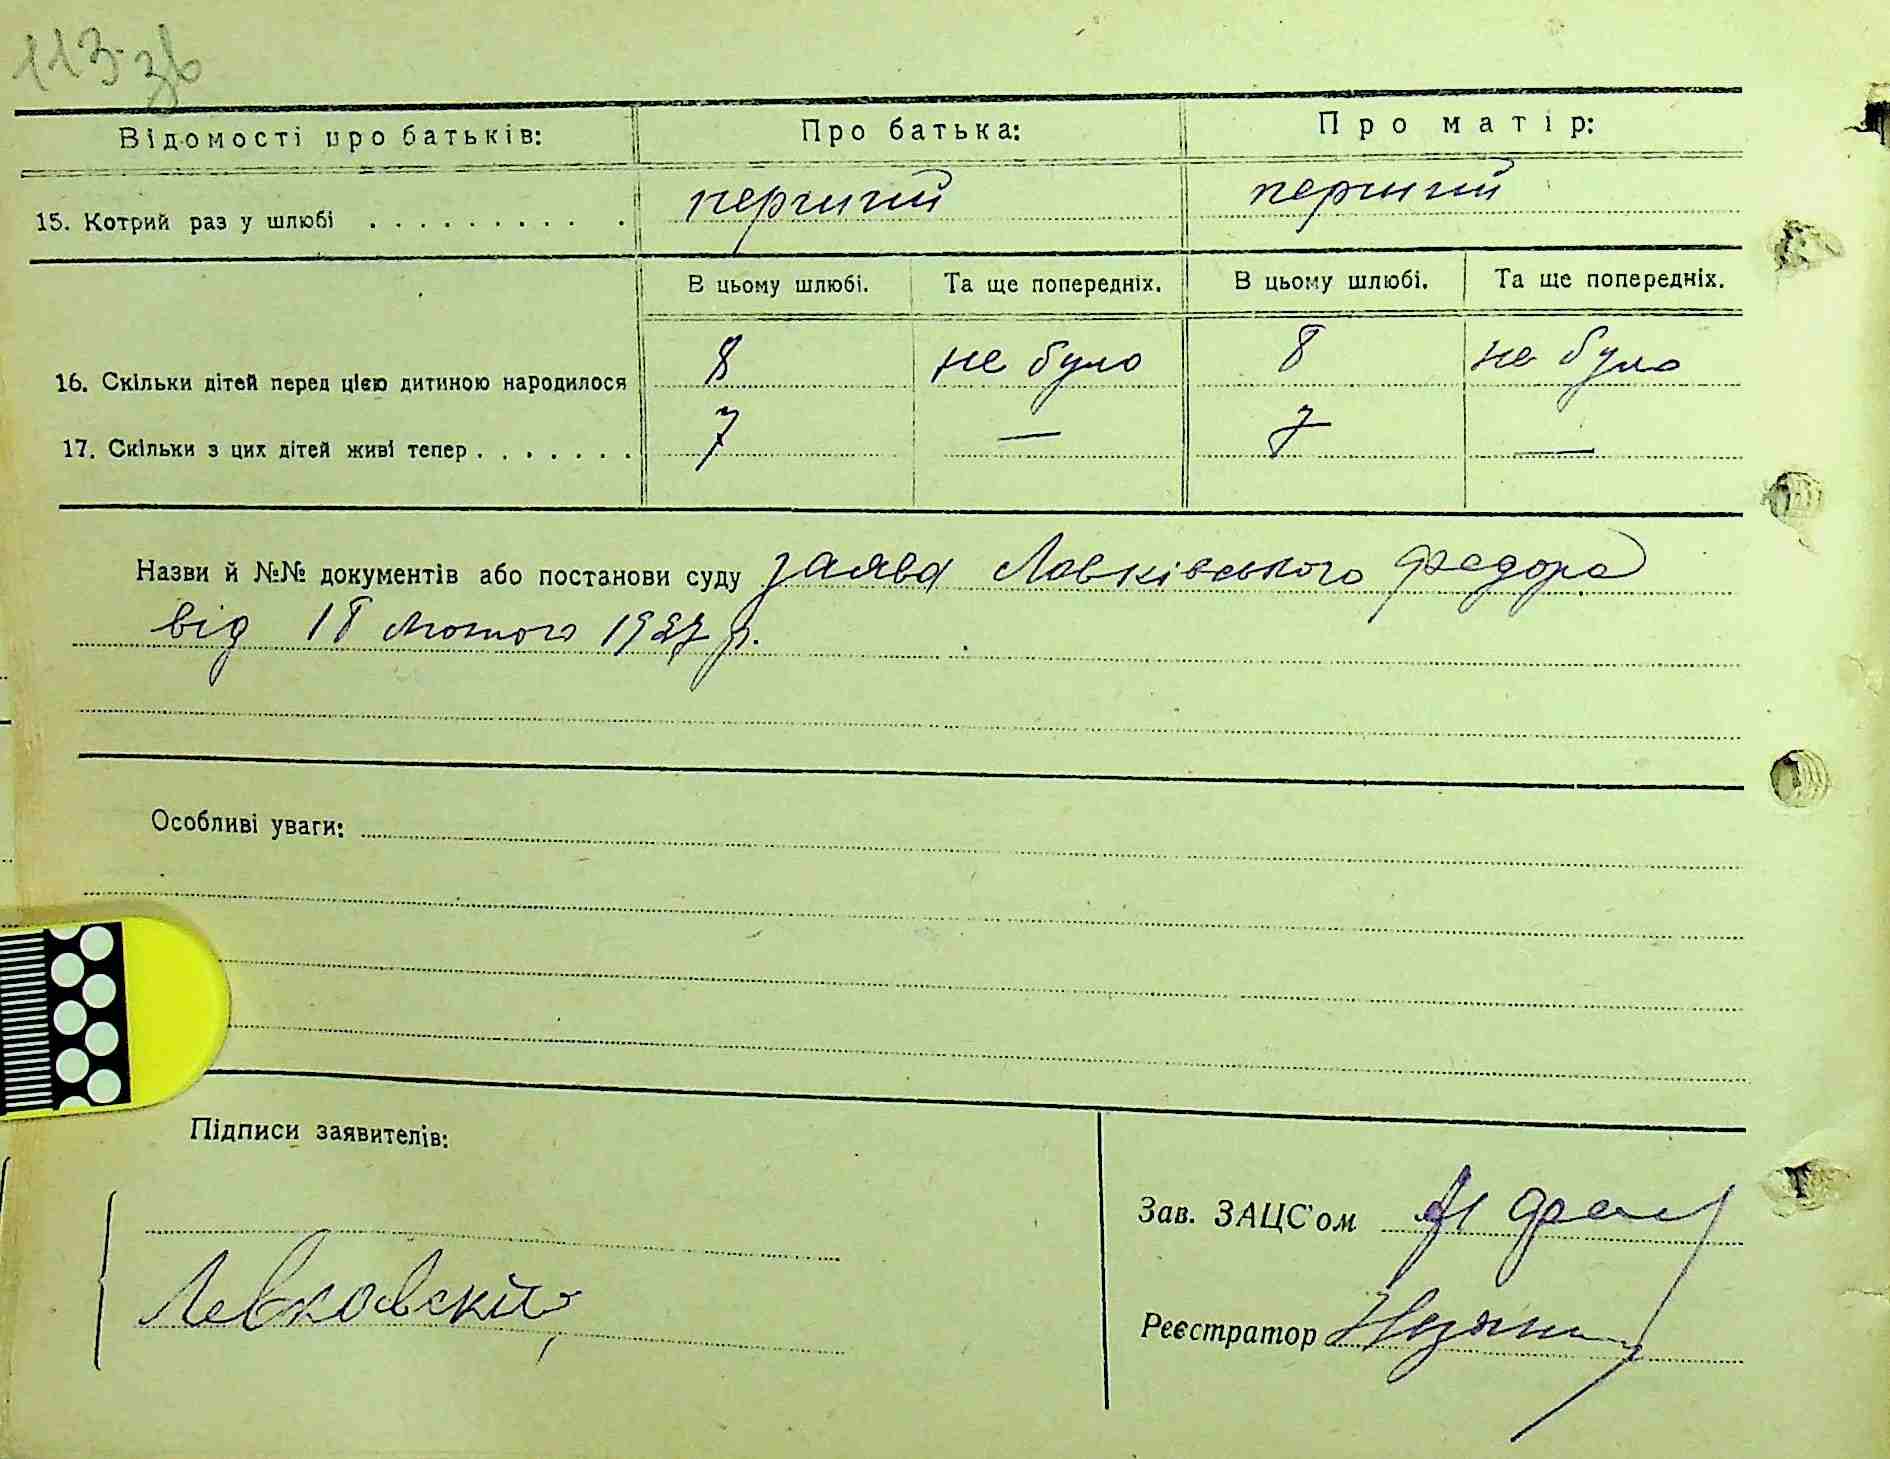 113 зв
Відомості про батьків: Про батька: Про матір:
15. Котрий раз у шлюбі . . . . . . . . . . перший перший
В цьому шлюбі. Та ще попередніх. В цьому шлюбі. Та ще попередніх.
16. Скільки дітей перед цією дитиною народилося 8 не було 8 не було
17. Скільки з цих дітей живі тепер . . . . . . . 7 — 7 —
Назви й №№ документів або постанови суду заява Левківського Федора
від 18 лютого 1927 р.
Особливі уваги:
Підписи заявителів:
Зав. ЗАЦС'ом
Левковскій
Реєстратор